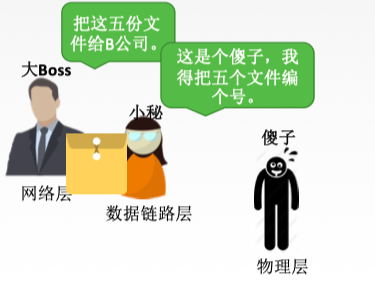 把这五份文
件给B公司。
这是个傻子，我
得把五个文件编
个号。
大Boss
小秘
傻子
网络层
数据链路层
物理层